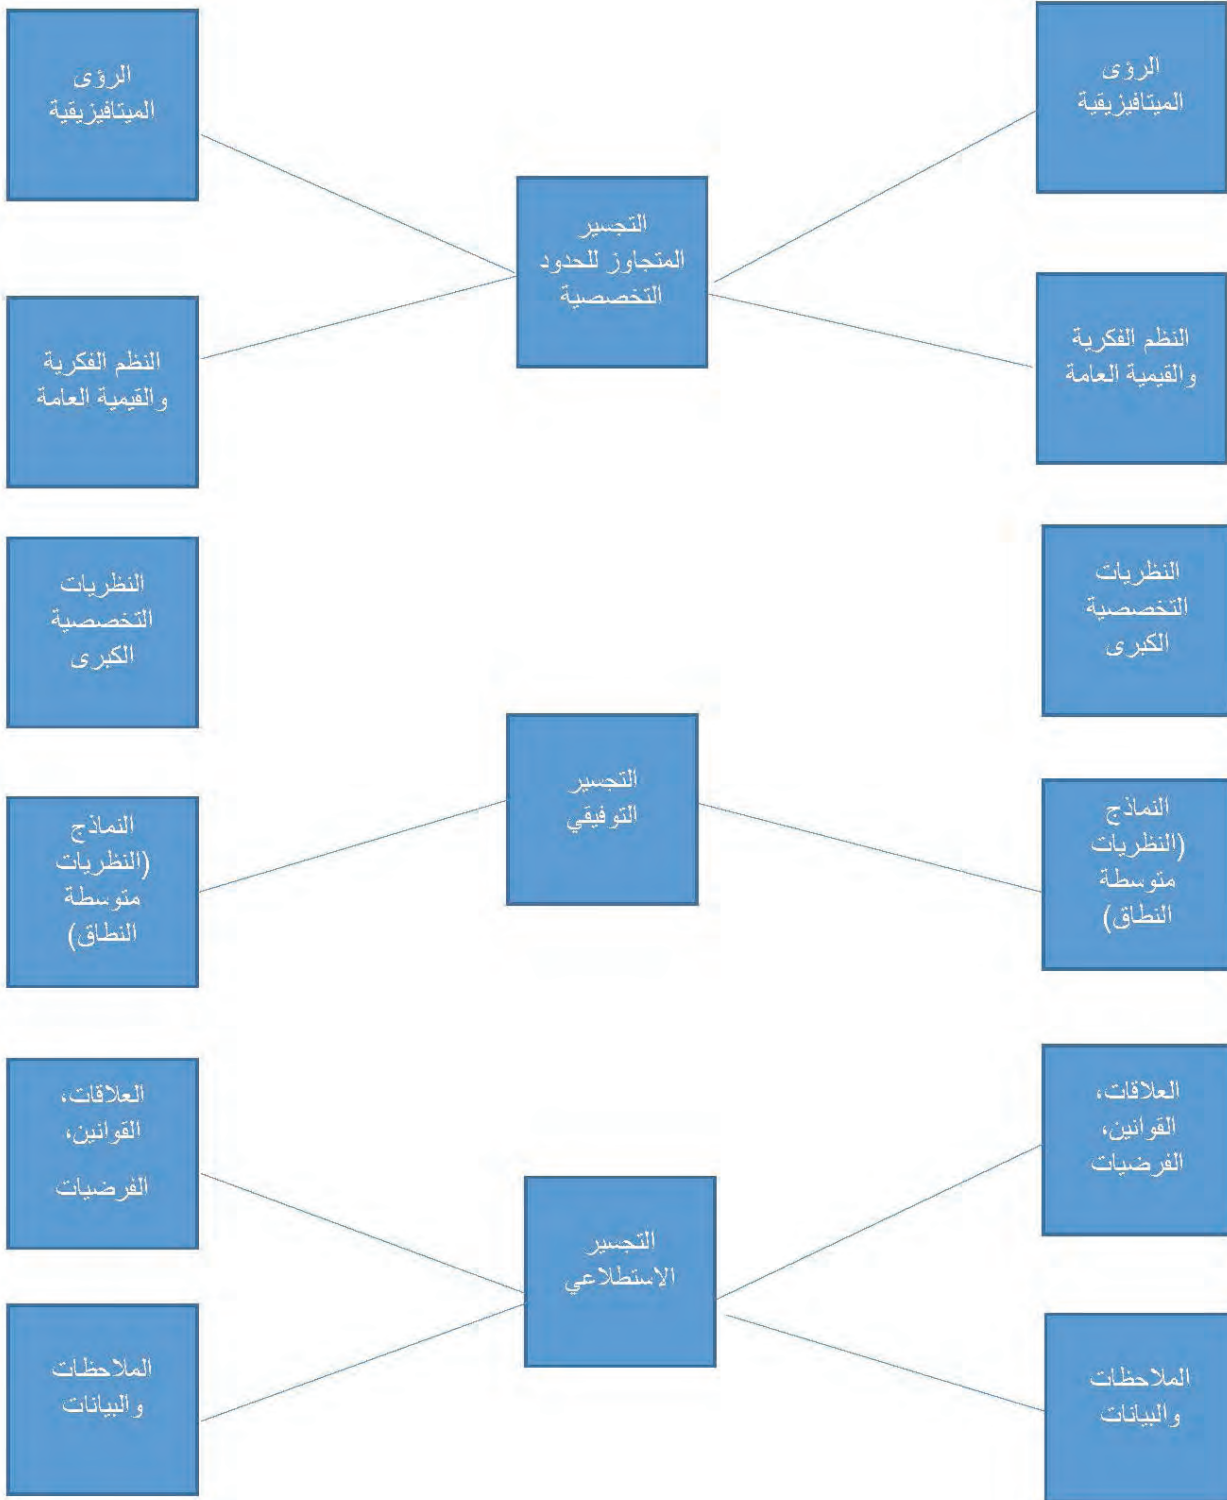 الرؤى
الميتافيزيقية
الرؤى
الميتافيزيقية
التجسير
المتجاوز للحدود
التخصصية
النظم الفكرية
والقيمية العامة
النظم الفكرية
والقيمية العامة
النظريات
التخصصية
الكبرى
النظريات
التخصصية
الكبرى
التجسير
التوفيقي
النماذج
(النظريات
متوسطة
النطاق)
النماذج
(النظريات
متوسطة
النطاق)
العلاقات،
القوانين،
الفرضيات
العلاقات،
القوانين،
الفرضيات
التجسير
الاستطلاعي
الملاحظات
والبيانات
الملاحظات
والبيانات